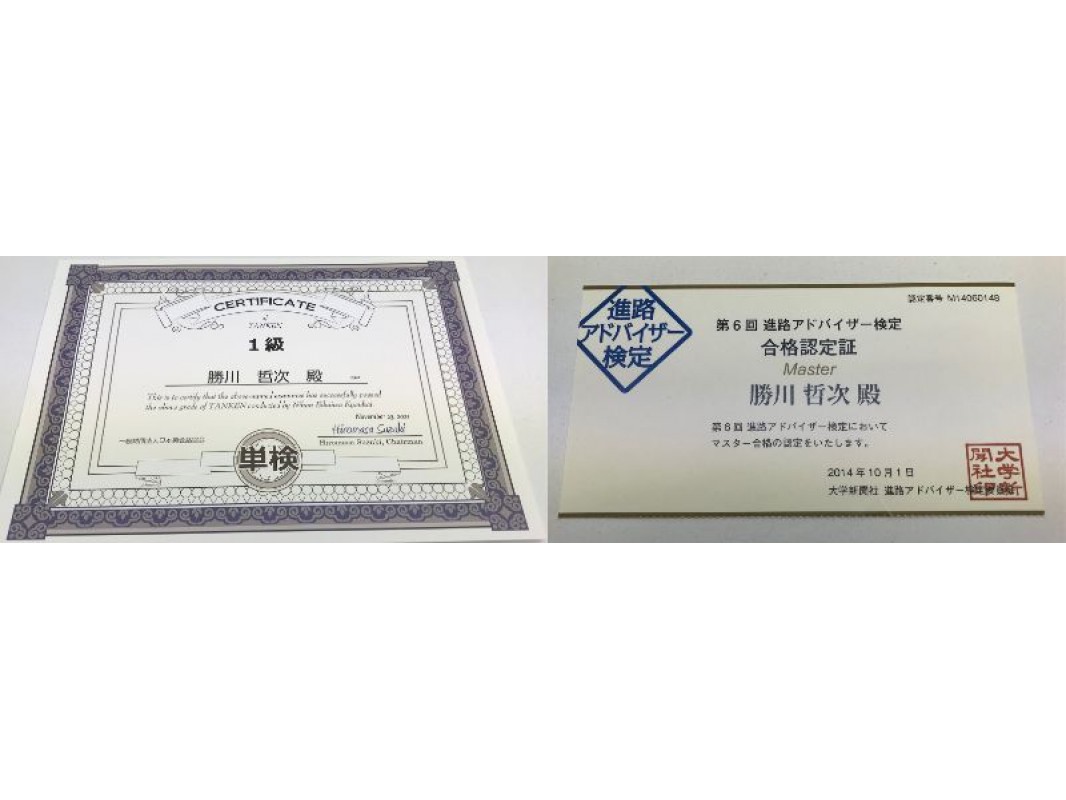 CERTIFICATE
of
TANKEN
1級
勝川 哲次 殿
This is to certify that the above-named examinee has successfully passed
the above grade of TANKEN conducted by Nihon
November 23,
Hiromasa Suzuki
Hiromasa Suzuki, Chairman
単検
進路
アドバイザー
検定
認定番号 M14060148
第6回 進路アドバイザー検定
合格認定証
Master
勝川 哲次 殿
第6回 進路アドバイザー検定において
マスター合格の認定をいたします。
2014年10月1日
大学新聞社 進路アドバイザー検定
大学新
聞社